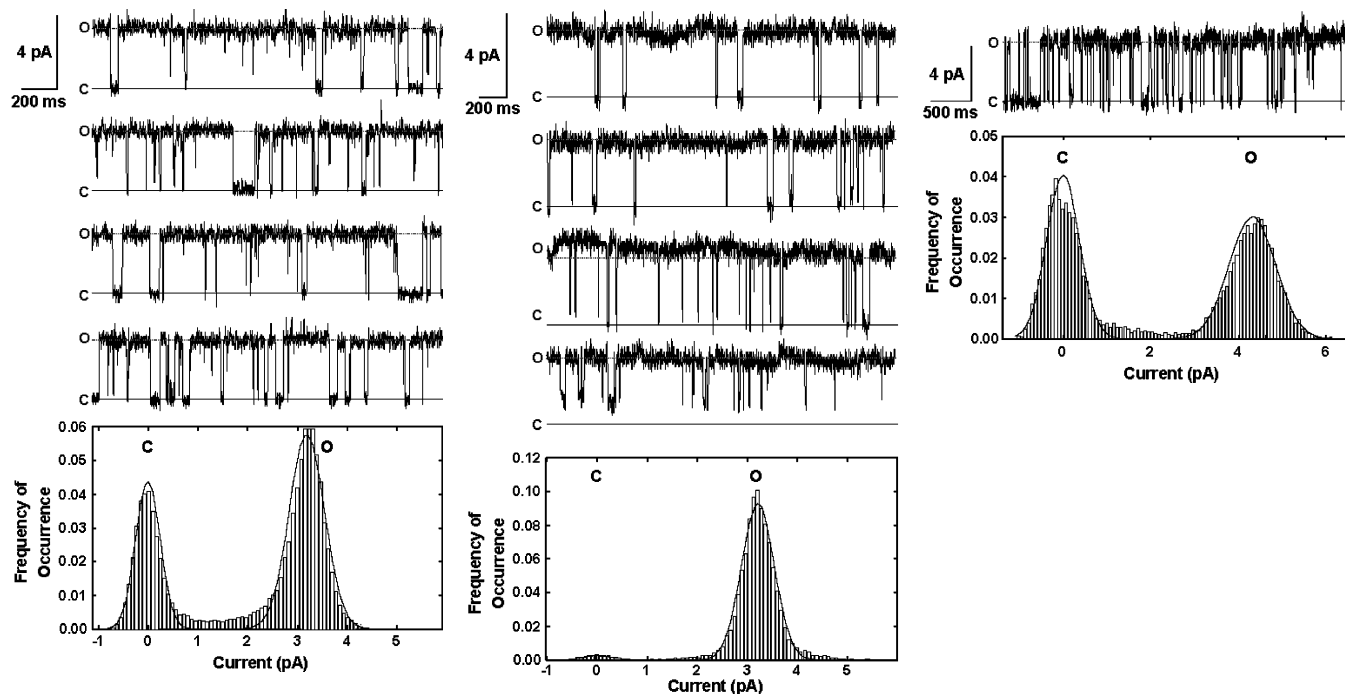 O
4 pA
C
200 ms
O
C
O
C
O
C
0.06
0.05
0.04
0.03
0.02
0.01
0.00
Frequency of
Occurrence
C
O
-1 0 1 2 3 4 5
Current (pA)
O
4 pA
C
200 ms
O
C
O
C
O
C
0.12
0.10
0.08
0.06
0.04
0.02
0.00
Frequency of
Occurrence
C
O
-1 0 1 2 3 4 5
Current (pA)
O
4 pA
C
500 ms
0.05
0.04
0.03
0.02
0.01
0.00
Frequency of
Occurrence
C
O
0 2 4 6
Current (pA)